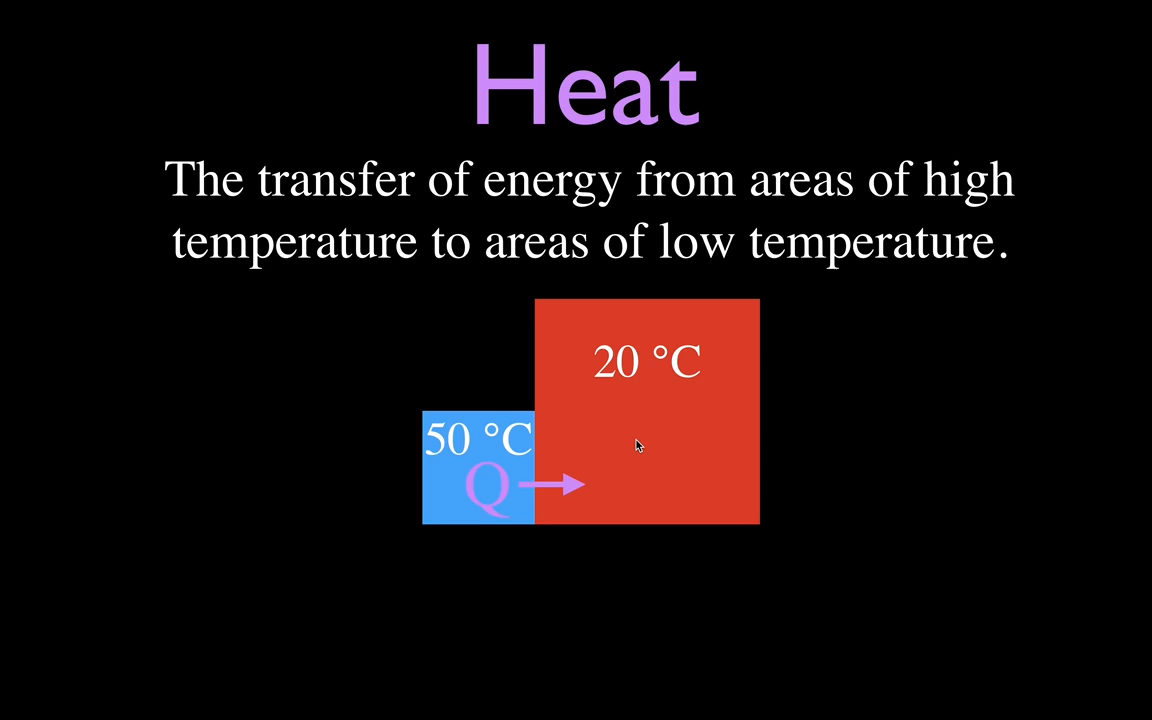 Heat
The transfer of energy from areas of high
temperature to areas of low temperature.
20 °C
50 °C
Q